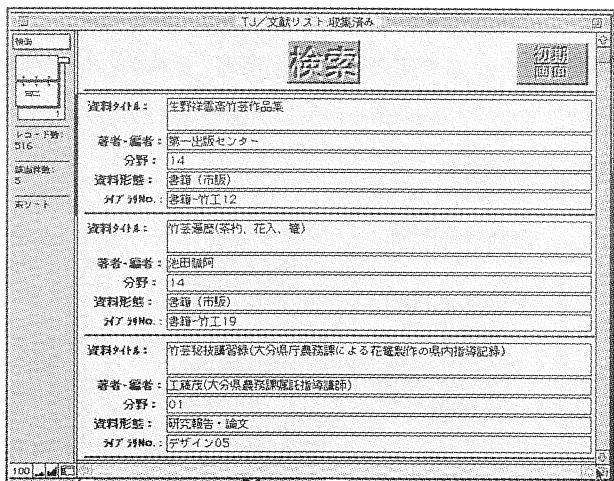 TJ／文献リスト収集済み
検索
検索
初期
画面
レコード数:
516
該当件数:
5
未ソート
資料タイトル： 生野祥雲斎竹芸作品集
著者・編者： 第一出版センター
分野： 14
資料形態： 書籍（市販）
ﾗｲﾌﾞﾗﾘNo.： 書籍-竹工12
資料タイトル： 竹芸遍歴(茶杓、花入、籠)
著者・編者： 池田瓢阿
分野： 14
資料形態： 書籍（市販）
ﾗｲﾌﾞﾗﾘNo.： 書籍-竹工19
資料タイトル： 竹芸秘技講習録(大分県庁農務課による花籠製作の県内指導記録)
著者・編者： 工藤茂(大分県農務課嘱託指導講師)
分野： 01
資料形態： 研究報告・論文
ﾗｲﾌﾞﾗﾘNo.： デザイン05
100